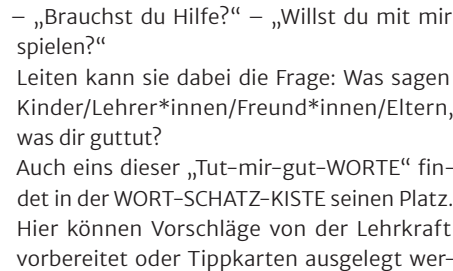 – „Brauchst du Hilfe?“ – „Willst du mit mir
spielen?“
Leiten kann sie dabei die Frage: Was sagen
Kinder/Lehrer*innen/Freund*innen/Eltern,
was dir guttut?
Auch eins dieser „Tut-mir-gut-WORTE“ fin-
det in der WORT-SCHATZ-KISTE seinen Platz.
Hier können Vorschläge von der Lehrkraft
vorbereitet oder Tippkarten ausgelegt wer-